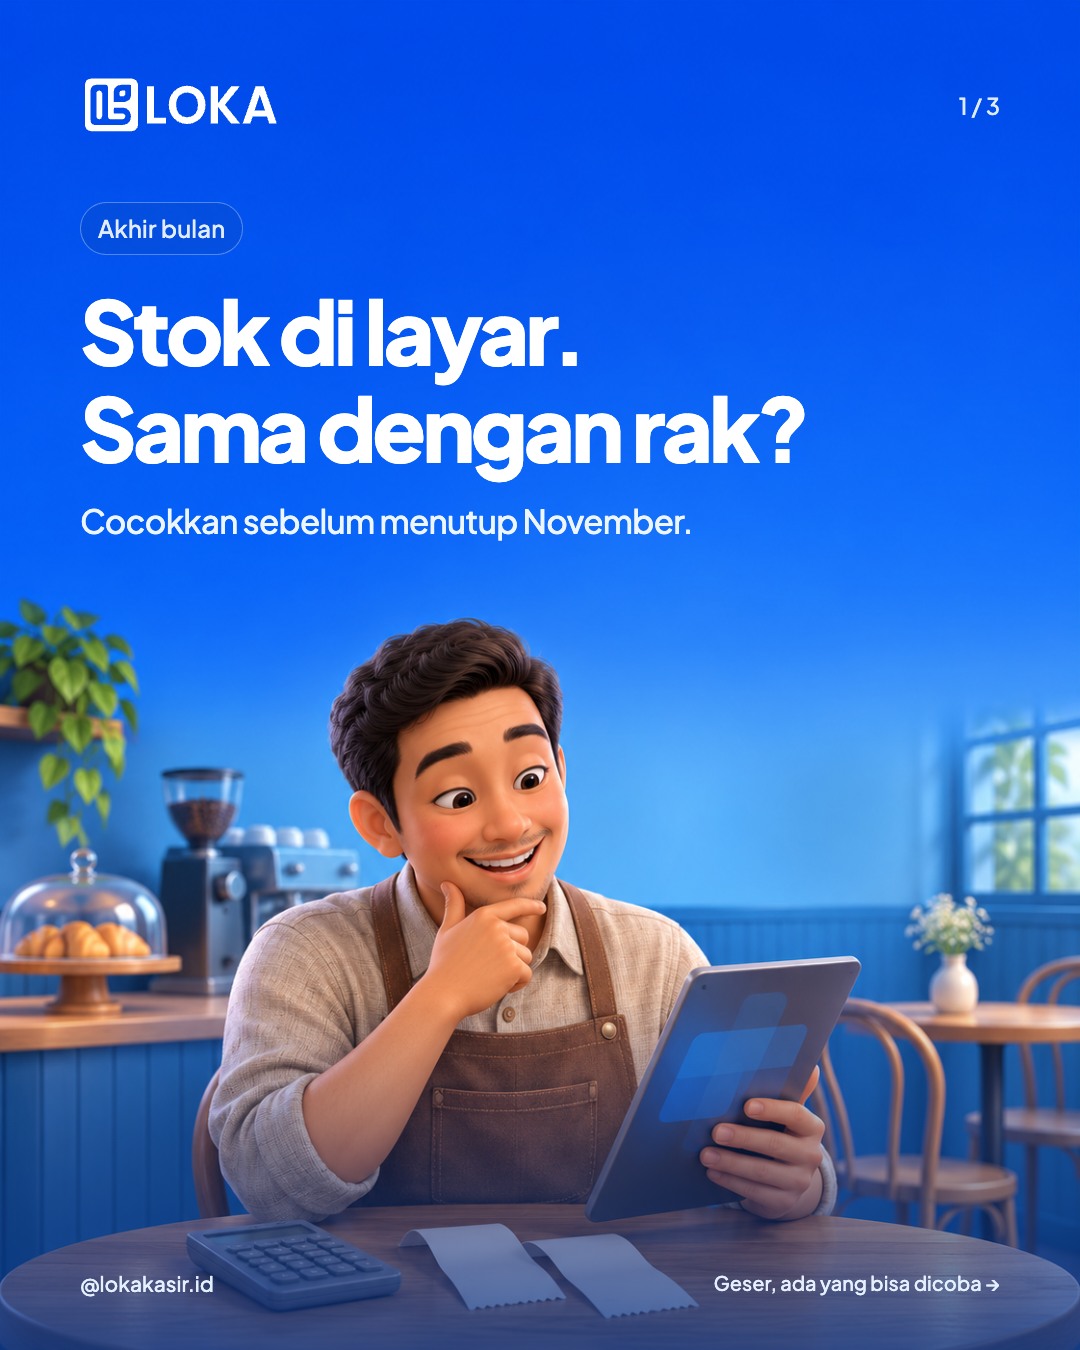 LOKA
1/3
Akhir bulan
Stok di layar.
Sama dengan rak?
Cocokkan sebelum menutup November.
@lokakasir.id
Geser, ada yang bisa dicoba →